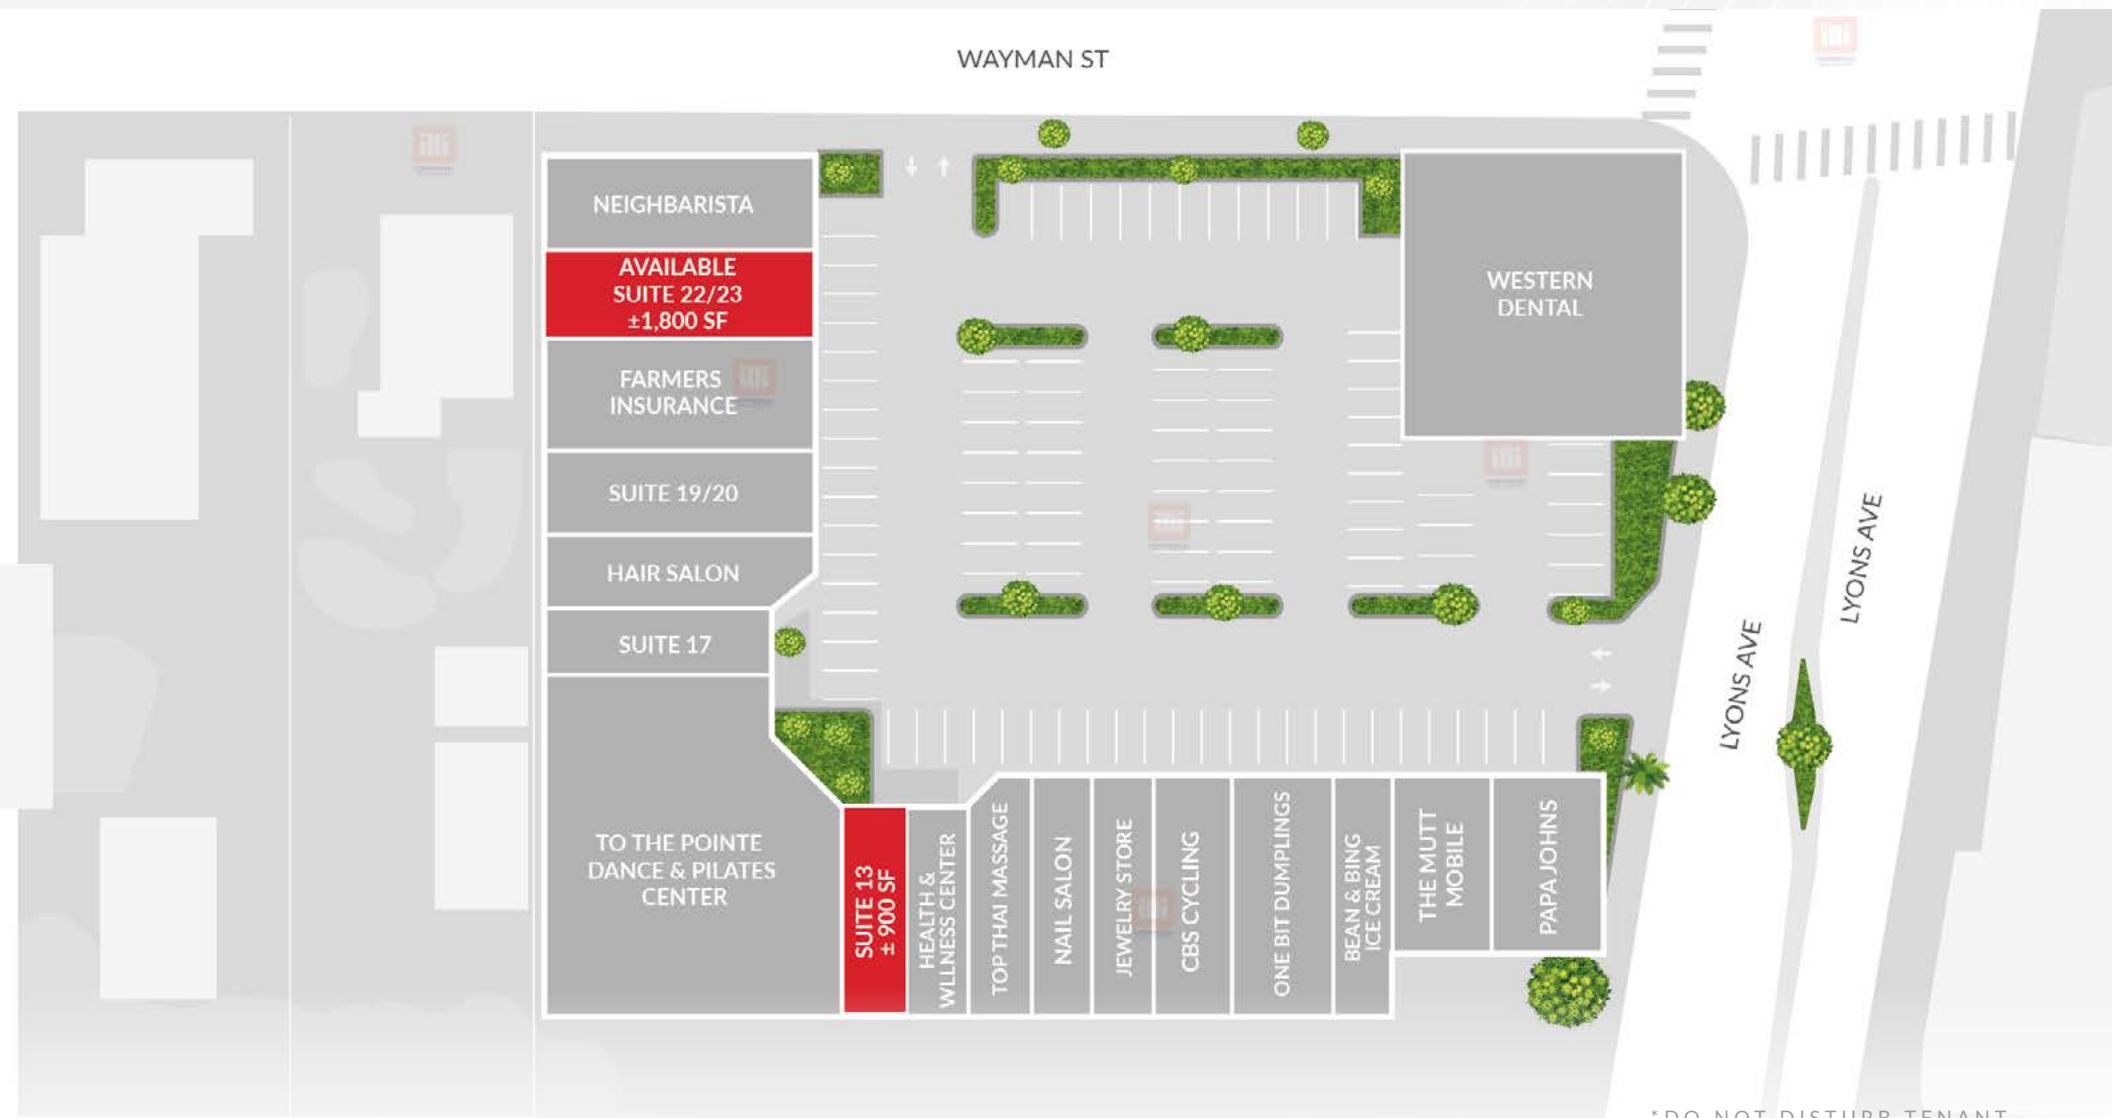 WAYMAN ST
NEIGHBARISTA
AVAILABLE
SUITE 22/23
±1,800 SF
FARMERS
INSURANCE
SUITE 19/20
HAIR SALON
SUITE 17
TO THE POINTE
DANCE & PILATES
CENTER
WESTERN
DENTAL
LYONS AVE
LYONS AVE
SUITE 13
± 900 SF
HEALTH &
WLLNESS CENTER
TOP THAI MASSAGE
NAIL SALON
JEWELRY STORE
CBS CYCLING
ONE BIT DUMPLINGS
BEAN & BING
ICE CREAM
THE MUTT
MOBILE
PAPA JOHNS
*DO NOT DISTURB TENANT